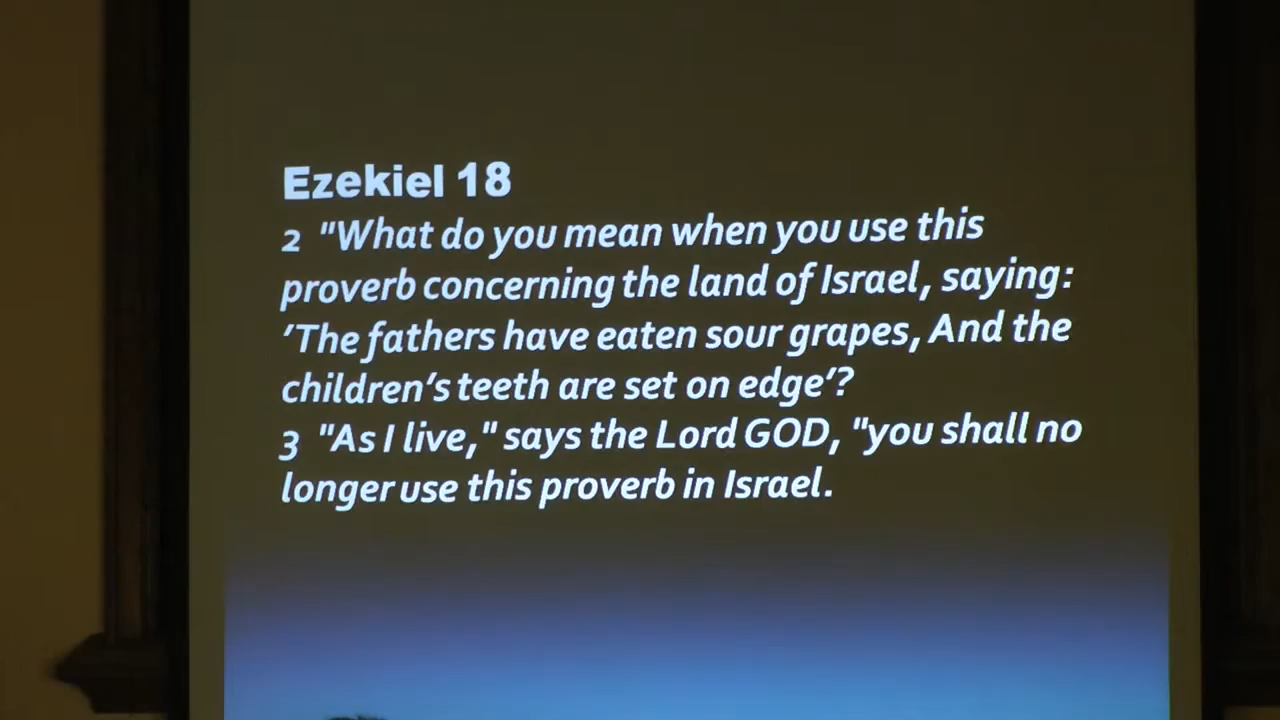 Ezekiel 18
2 "What do you mean when you use this
proverb concerning the land of Israel, saying:
'The fathers have eaten sour grapes, And the
children's teeth are set on edge'?
3 "As I live," says the Lord GOD, "you shall no
longer use this proverb in Israel.